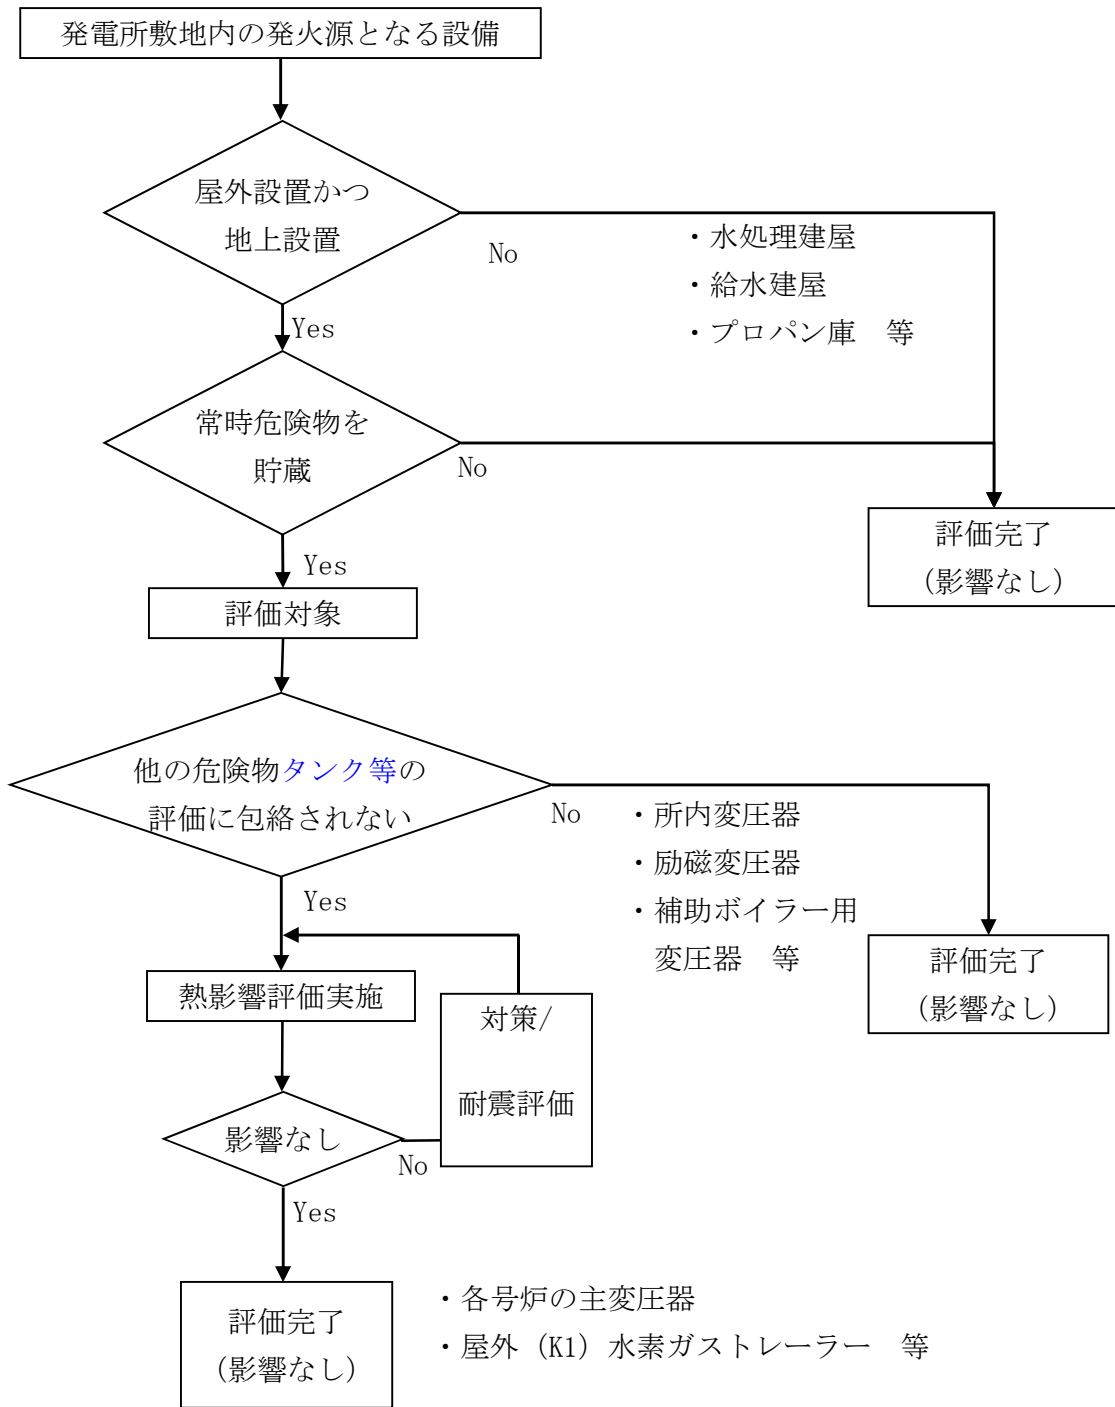 発電所敷地内の発火源となる設備
屋外設置かつ
地上設置
No
・水処理建屋
・給水建屋
・プロパン庫　等
Yes
常時危険物を
貯蔵
No
評価完了
(影響なし)
Yes
評価対象
他の危険物タンク等の
評価に包絡されない
No
・所内変圧器
・励磁変圧器
・補助ボイラー用
変圧器　等
評価完了
(影響なし)
Yes
熱影響評価実施
対策/
耐震評価
影響なし
No
Yes
評価完了
(影響なし)
・各号炉の主変圧器
・屋外（K1）水素ガストレーラー　等